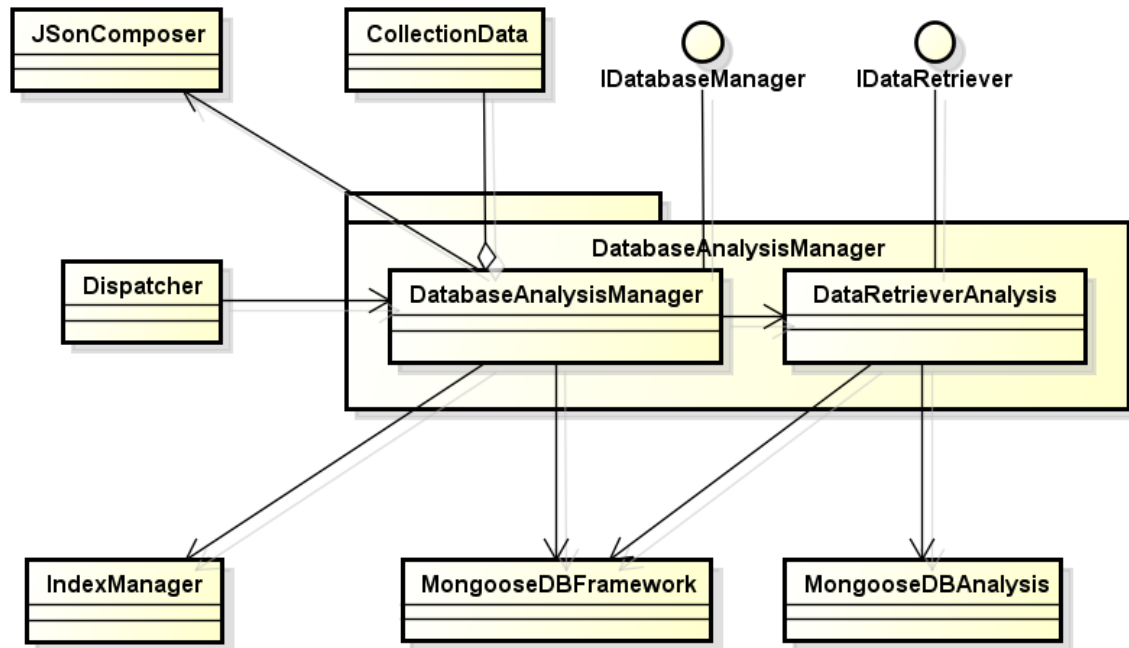 JSonComposer
CollectionData
IDatabaseManager
IDataRetriever
DatabaseAnalysisManager
Dispatcher
DatabaseAnalysisManager
DataRetrieverAnalysis
IndexManager
MongooseDBFramework
MongooseDBAnalysis